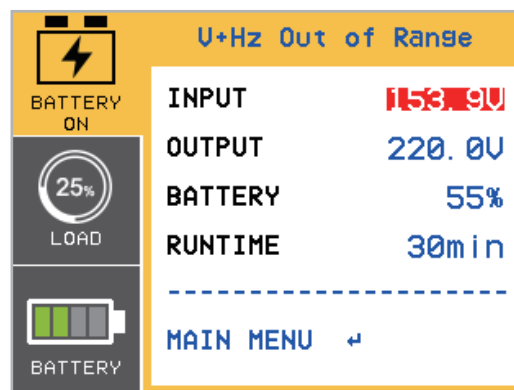 V+Hz Out of Range
BATTERY
ON
INPUT 153.9V
OUTPUT 220.0V
25%
LOAD
BATTERY 55%
RUNTIME 30min
MAIN MENU ↵
BATTERY